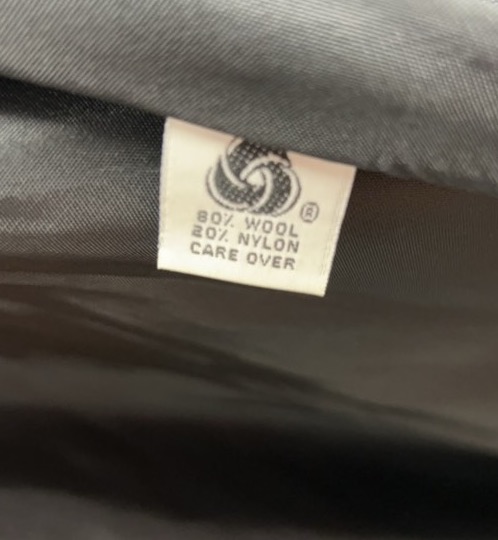 ®
80% WOOL
20% NYLON
CARE OVER